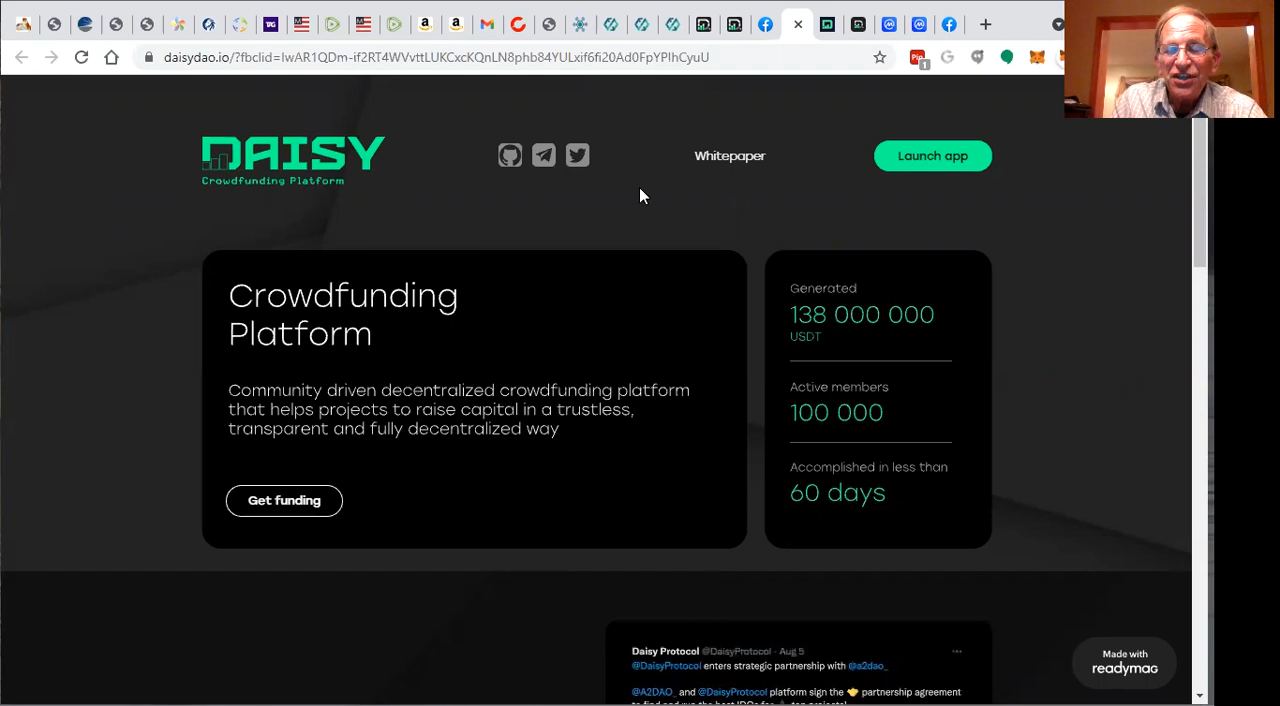 daisydao.io/?fbclid=IwAR1ODm-if2RT4WVvttLUKCxcKQnLN8phb84YULxif6fi20Ad0FpYPlhCyuU
DAISY
Crowdfunding Platform
Whitepaper
Launch app
Crowdfunding
Platform
Community driven decentralized crowdfunding platform
that helps projects to raise capital in a trustless,
transparent and fully decentralized way
Get funding
Generated
138 000 000
USDT
Active members
100 000
Accomplished in less than
60 days
Daisy Protocol @DaisyProtocol · Aug 5
@DaisyProtocol enters strategic partnership with @a2dao_
@A2DAO_ and @DaisyProtocol platform sign the 🤝 partnership agreement
Made with
readymag